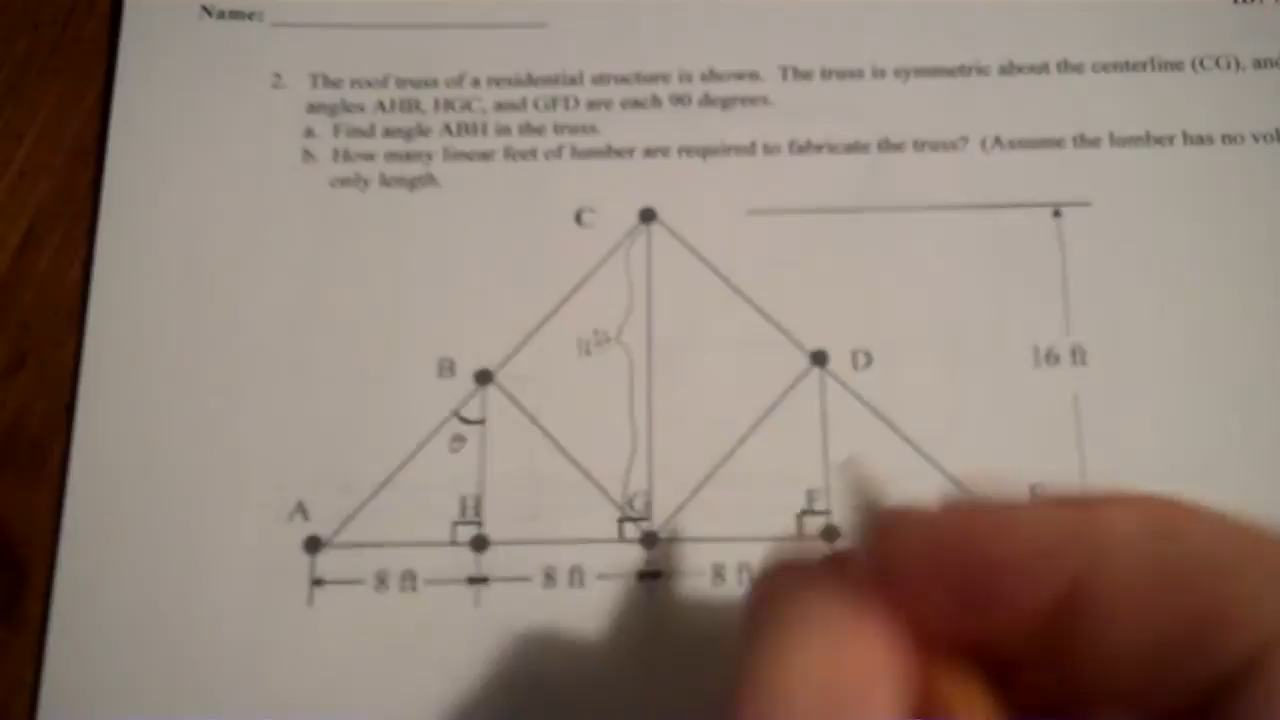 Name:
2. The roof truss of a residential structure is shown. The truss is symmetric about the centerline (CG), and
angles AHB, HGC, and GFD are each 90 degrees.
a. Find angle ABH in the truss.
b. How many linear feet of lumber are required to fabricate the truss? (Assume the lumber has no vol
only length.
C
B
D
16 ft
θ
A
H
G
F
8 ft
8 ft
8 ft